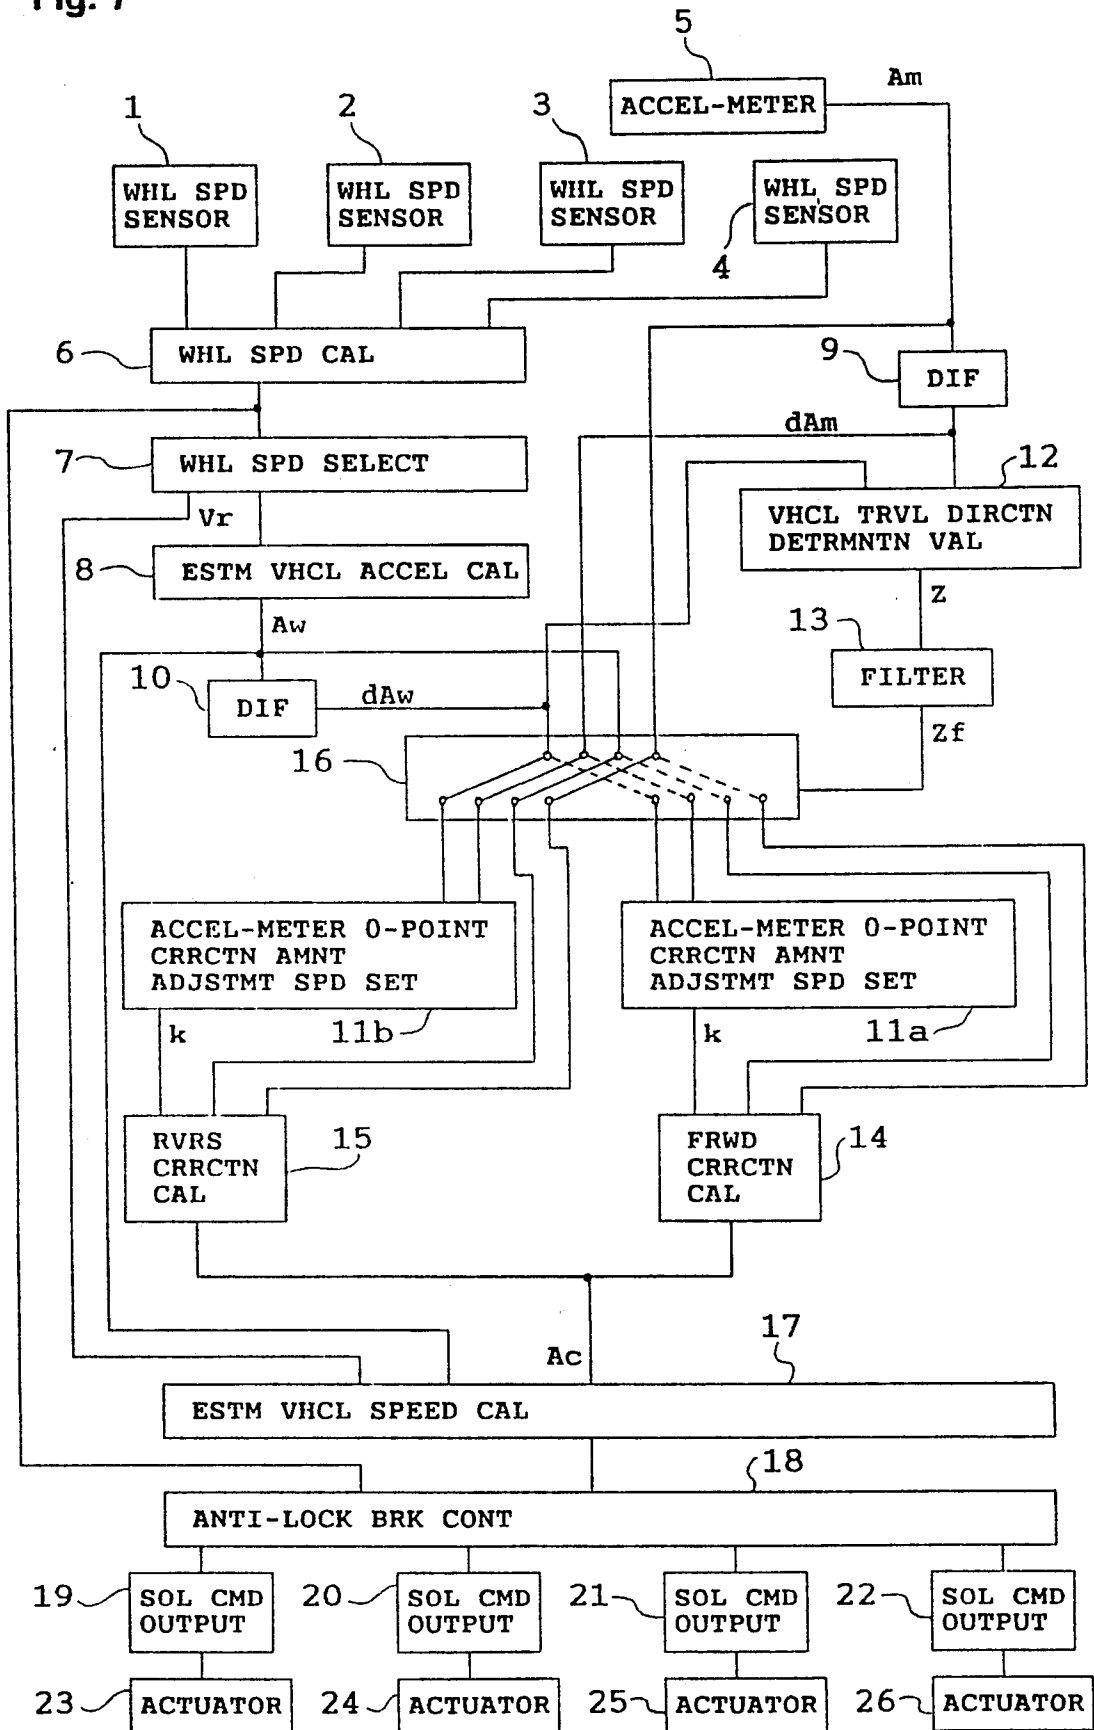 Fig. 7
5
Am
ACCEL-METER
1
2
3
WHL SPD
SENSOR
WHL SPD
SENSOR
WHL SPD
SENSOR
WHL SPD
SENSOR
4
6
WHL SPD CAL
9
DIF
dAm
7
WHL SPD SELECT
12
Vr
VHCL TRVL DIRCTN
DETRMNTN VAL
8
ESTM VHCL ACCEL CAL
Z
Aw
13
FILTER
10
DIF
dAw
Zf
16
ACCEL-METER 0-POINT
CRRCTN AMNT
ADJSTMT SPD SET
ACCEL-METER 0-POINT
CRRCTN AMNT
ADJSTMT SPD SET
k
11b
k
11a
RVRS
CRRCTN
CAL
15
FRWD
CRRCTN
CAL
14
17
Ac
ESTM VHCL SPEED CAL
18
ANTI-LOCK BRK CONT
19
SOL CMD
OUTPUT
20
SOL CMD
OUTPUT
21
SOL CMD
OUTPUT
22
SOL CMD
OUTPUT
23
ACTUATOR
24
ACTUATOR
25
ACTUATOR
26
ACTUATOR